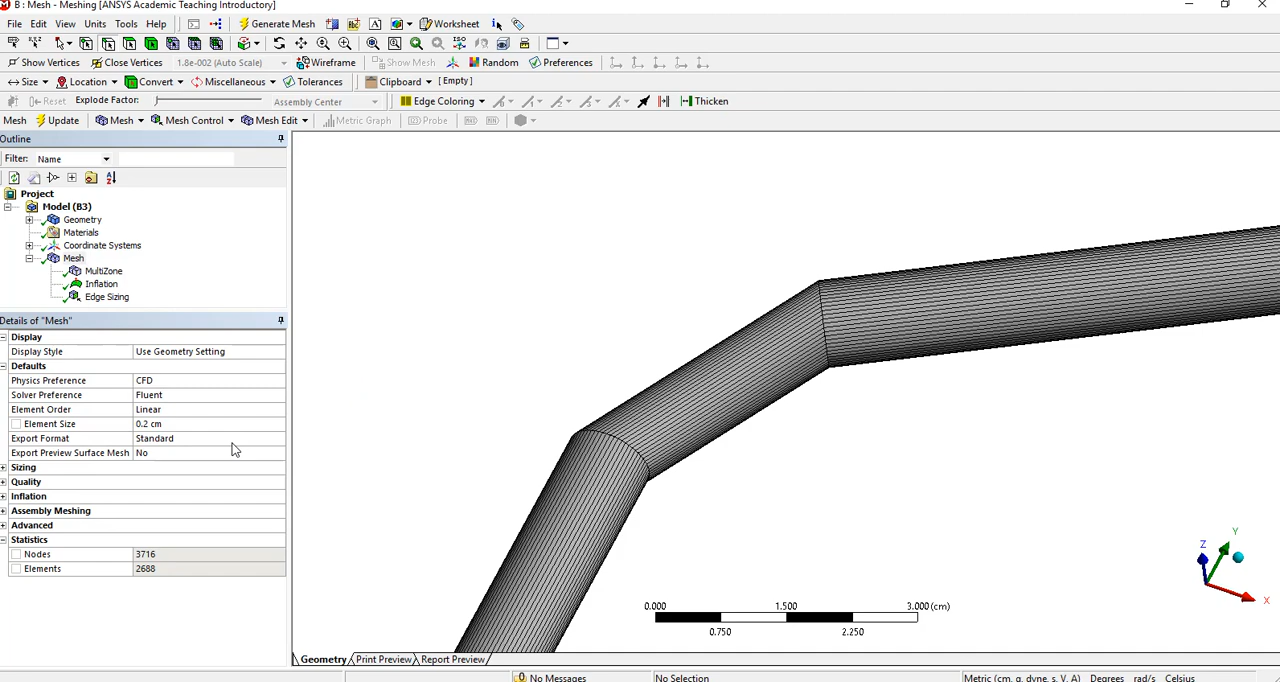 B : Mesh - Meshing [ANSYS Academic Teaching Introductory]
File Edit View Units Tools Help Generate Mesh A Worksheet i
ISO
Show Vertices Close Vertices 1.8e-002 (Auto Scale) Wireframe Show Mesh Random Preferences
Size Location Convert Miscellaneous Tolerances Clipboard [Empty]
Reset Explode Factor: Assembly Center Edge Coloring Thicken
Mesh Update Mesh Mesh Control Mesh Edit Metric Graph Probe
Outline
Filter: Name
Project
Model (B3)
Geometry
Materials
Coordinate Systems
Mesh
MultiZone
Inflation
Edge Sizing
Details of "Mesh"
Display
Display Style Use Geometry Setting
Defaults
Physics Preference CFD
Solver Preference Fluent
Element Order Linear
Element Size 0.2 cm
Export Format Standard
Export Preview Surface Mesh No
Sizing
Quality
Inflation
Assembly Meshing
Advanced
Statistics
Nodes 3716
Elements 2688
Y
Z
X
0.000 1.500 3.000 (cm)
0.750 2.250
Geometry Print Preview Report Preview
0 No Messages No Selection Metric (cm, g, dyne, s, V, A) Degrees rad/s Celsius